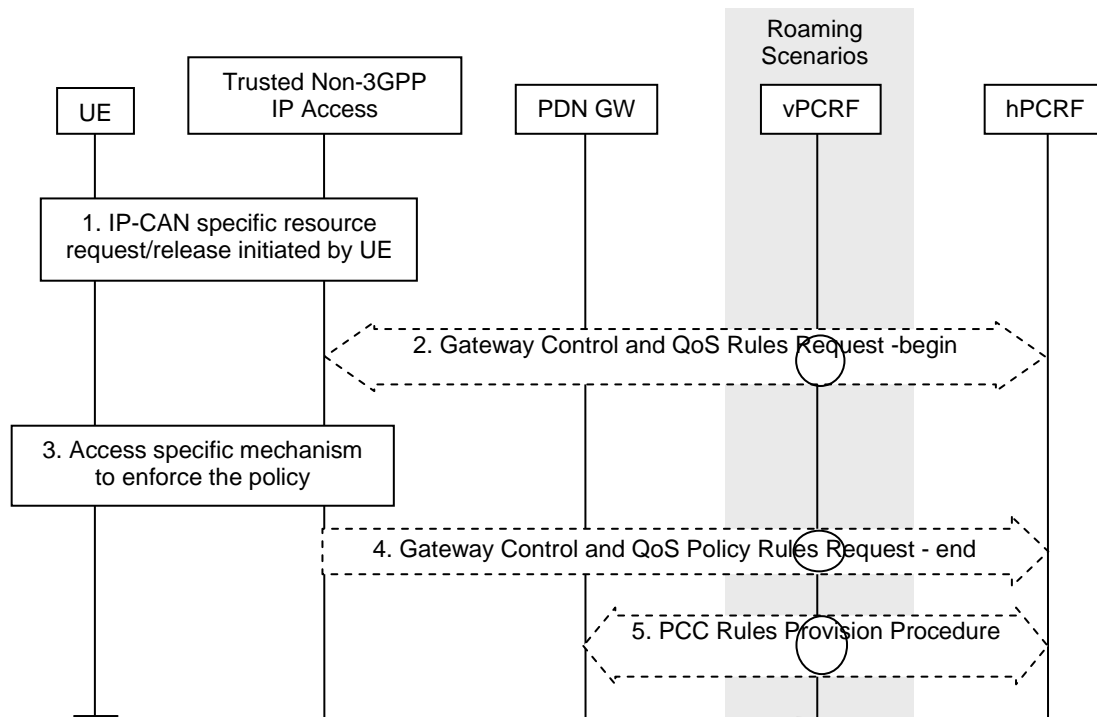 Roaming
Scenarios
UE
Trusted Non-3GPP
IP Access
PDN GW
vPCRF
hPCRF
1. IP-CAN specific resource
request/release initiated by UE
2. Gateway Control and QoS Rules Request -begin
3. Access specific mechanism
to enforce the policy
4. Gateway Control and QoS Policy Rules Request - end
5. PCC Rules Provision Procedure